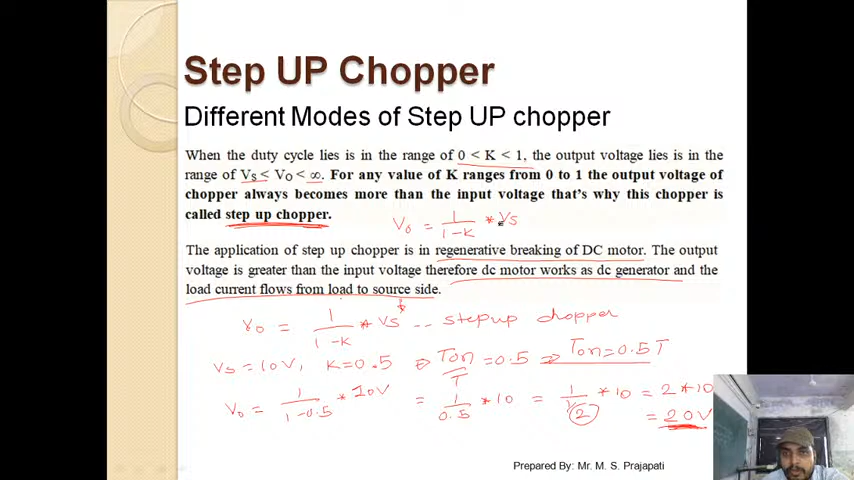 Step UP Chopper
Different Modes of Step UP chopper
When the duty cycle lies is in the range of 0 < K < 1, the output voltage lies is in the
range of Vs < Vo < ∞. For any value of K ranges from 0 to 1 the output voltage of
chopper always becomes more than the input voltage that's why this chopper is
called step up chopper.
Vo = 1/(1-K) * Vs
The application of step up chopper is in regenerative breaking of DC motor. The output
voltage is greater than the input voltage therefore dc motor works as dc generator and the
load current flows from load to source side.
Vo = 1/(1-K) * Vs -- step up chopper
Vs = 10V, K = 0.5 ⇒ Ton/T = 0.5 ⇒ Ton = 0.5 T
Vo = 1/(1-0.5) * 10V = 1/0.5 * 10 = 1/(1/2) * 10 = 2 * 10
= 20V
Prepared By: Mr. M. S. Prajapati